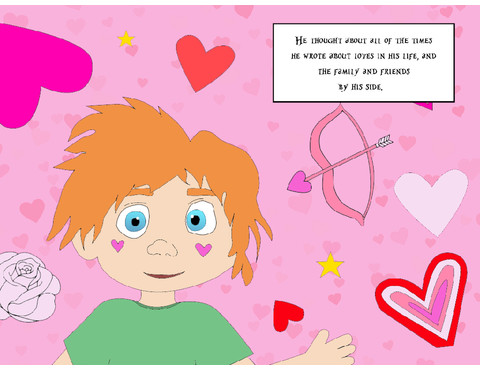 He thought about all of the times
he wrote about loves in his life, and
the family and friends
by his side.